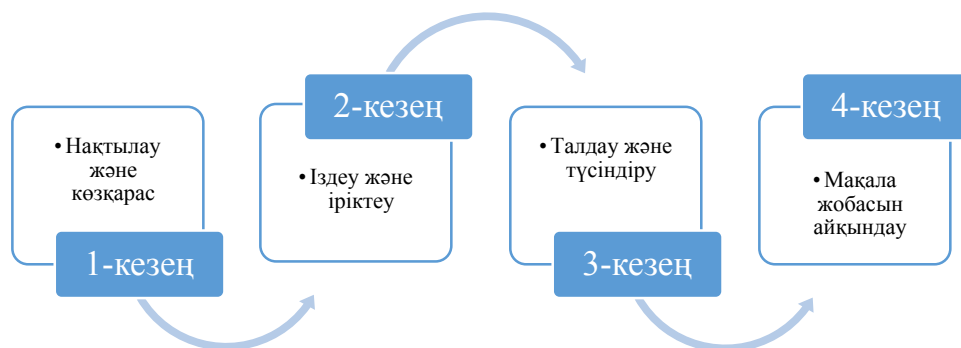 • Нақтылау
және
көзқарас
1-кезең
2-кезең
• Іздеу және
іріктеу
• Талдау және
түсіндіру
3-кезең
4-кезең
• Мақала
жобасын
айқындау